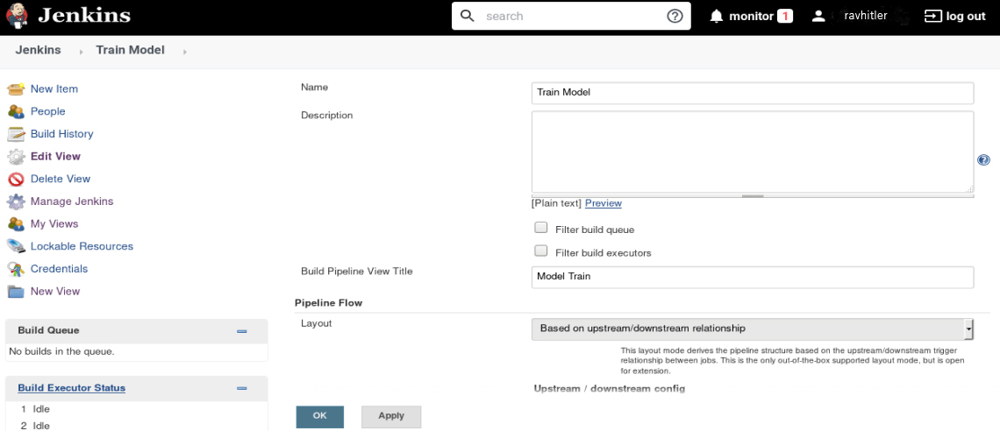 Jenkins
search
monitor 1
ravhitler
log out
Jenkins
Train Model
New Item
People
Build History
Edit View
Delete View
Manage Jenkins
My Views
Lockable Resources
Credentials
New View
Build Queue
No builds in the queue.
Build Executor Status
1 Idle
2 Idle
Name
Train Model
Description
[Plain text] Preview
Filter build queue
Filter build executors
Build Pipeline View Title
Model Train
Pipeline Flow
Layout
Based on upstream/downstream relationship
This layout mode derives the pipeline structure based on the upstream/downstream trigger
relationship between jobs. This is the only out-of-the-box supported layout mode, but is open
for extension.
Upstream / downstream config
OK
Apply